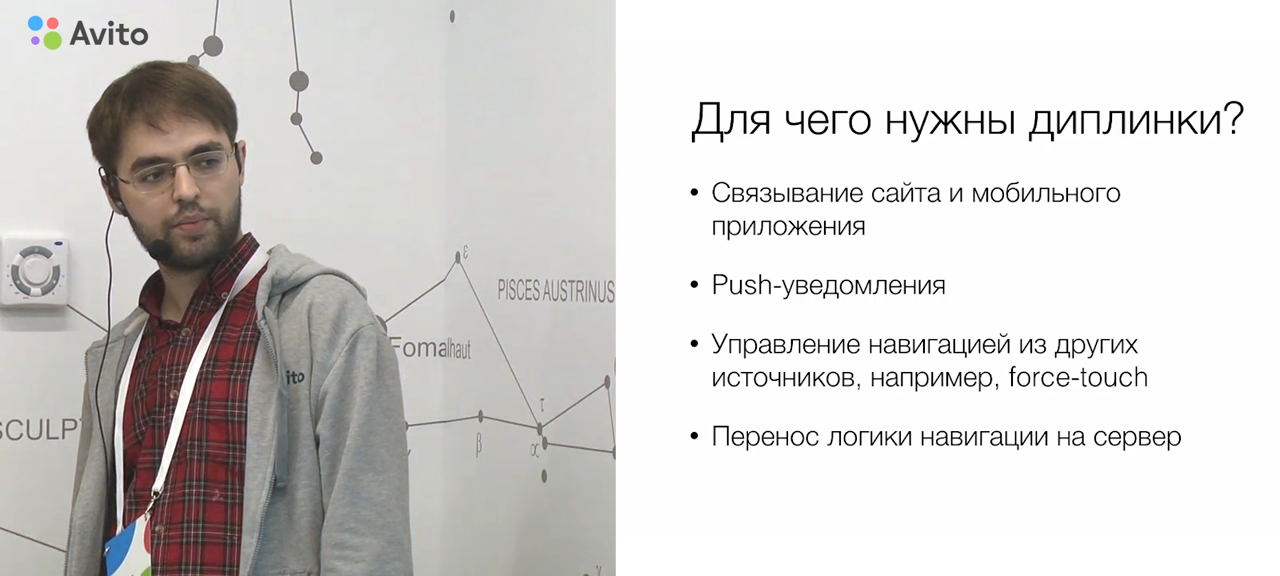 Avito
Для чего нужны диплинки?
• Связывание сайта и мобильного
приложения
• Push-уведомления
• Управление навигацией из других
источников, например, force-touch
• Перенос логики навигации на сервер
ε
PISCES AUSTRINUS
Fomalhaut
ito
τ
SCULPT
β
α
γ